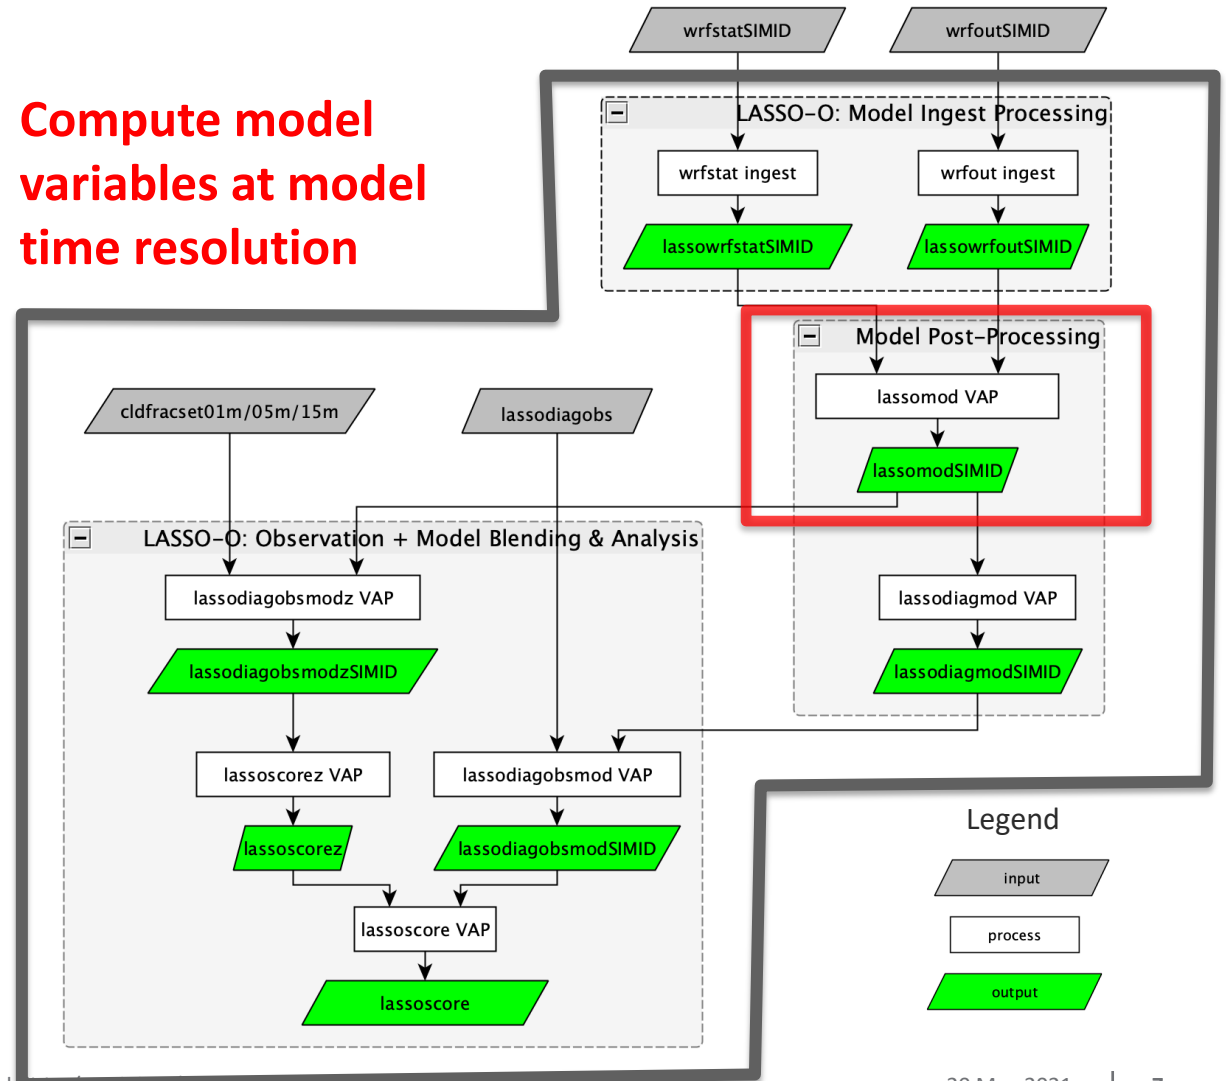 wrfstatSIMID
wrfoutSIMID
Compute model
variables at model
time resolution
LASSO-O: Model Ingest Processing
wrfstat ingest
wrfout ingest
lassowrfstatSIMID
lassowrfoutSIMID
Model Post-Processing
lassomod VAP
cldfracset01m/05m/15m
lassodiagobs
lassomodSIMID
LASSO-O: Observation + Model Blending & Analysis
lassodiagobsmodz VAP
lassodiagmod VAP
lassodiagobsmodzSIMID
lassodiagmodSIMID
lassoscorez VAP
lassodiagobsmod VAP
lassoscorez
lassodiagobsmodSIMID
lassoscore VAP
lassoscore
Legend
input
process
output